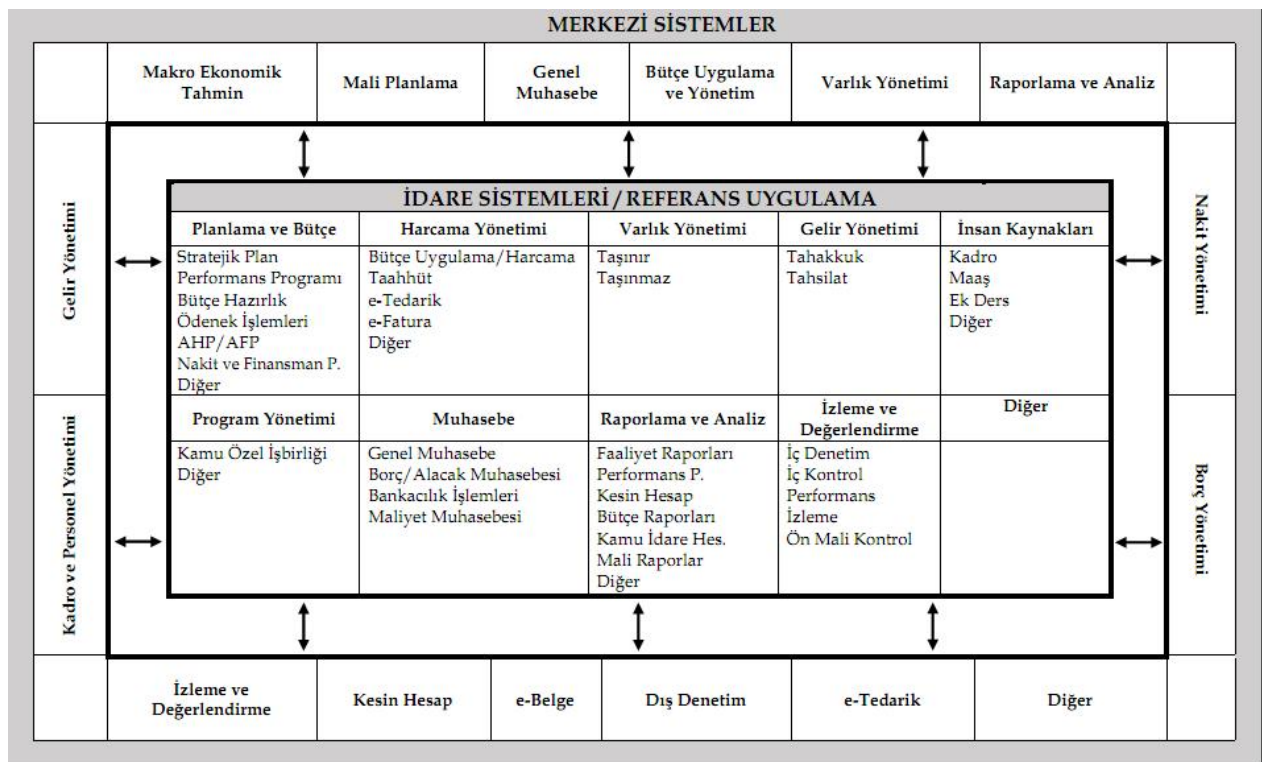 MERKEZİ SİSTEMLER
Makro Ekonomik
Tahmin
Mali Planlama
Genel
Muhasebe
Bütçe Uygulama
ve Yönetim
Varlık Yönetimi
Raporlama ve Analiz
Gelir Yönetimi
Kadro ve Personel Yönetimi
Nakit Yönetimi
Borç Yönetimi
İDARE SİSTEMLERİ / REFERANS UYGULAMA
Planlama ve Bütçe
Stratejik Plan
Performans Programı
Bütçe Hazırlık
Ödenek İşlemleri
AHP/AFP
Nakit ve Finansman P.
Diğer
Harcama Yönetimi
Bütçe Uygulama/Harcama
Taahhüt
e-Tedarik
e-Fatura
Diğer
Varlık Yönetimi
Taşınır
Taşınmaz
Gelir Yönetimi
Tahakkuk
Tahsilat
İnsan Kaynakları
Kadro
Maaş
Ek Ders
Diğer
Program Yönetimi
Kamu Özel İşbirliği
Diğer
Muhasebe
Genel Muhasebe
Borç/Alacak Muhasebesi
Bankacılık İşlemleri
Maliyet Muhasebesi
Raporlama ve Analiz
Faaliyet Raporları
Performans P.
Kesin Hesap
Bütçe Raporları
Kamu İdare Hes.
Mali Raporlar
Diğer
İzleme ve
Değerlendirme
İç Denetim
İç Kontrol
Performans
İzleme
Ön Mali Kontrol
Diğer
İzleme ve
Değerlendirme
Kesin Hesap
e-Belge
Dış Denetim
e-Tedarik
Diğer